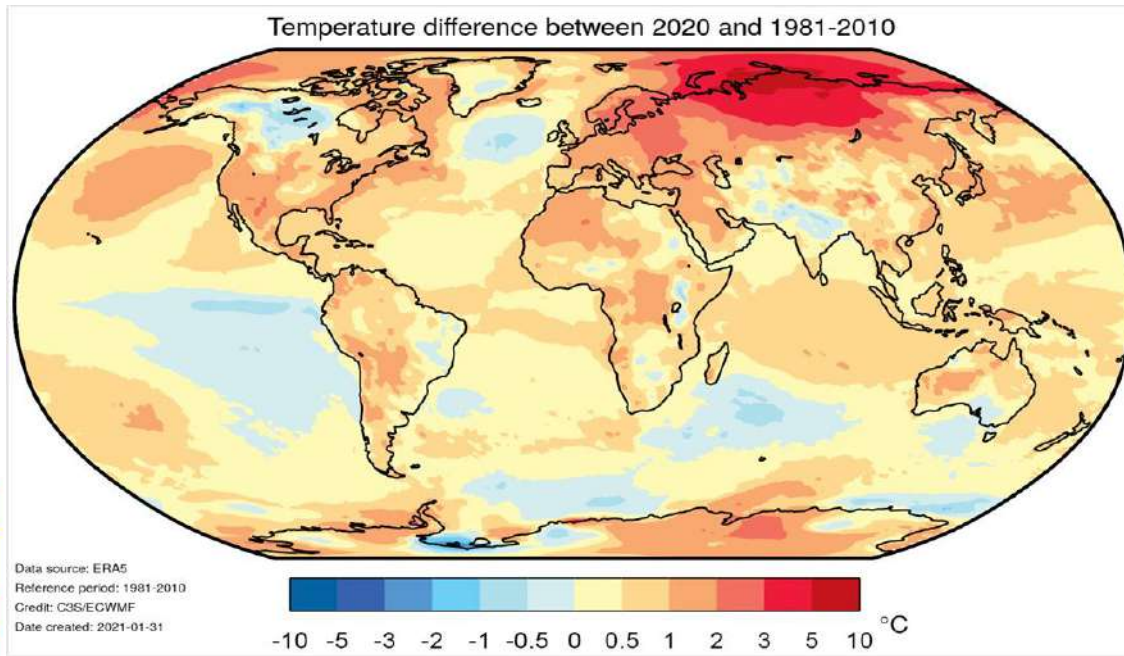 Temperature difference between 2020 and 1981-2010
Data source: ERA5
Reference period: 1981-2010
Credit: C3S/ECWMF
Date created: 2021-01-31
-10 -5 -3 -2 -1 -0.5 0 0.5 1 2 3 5 10 °C